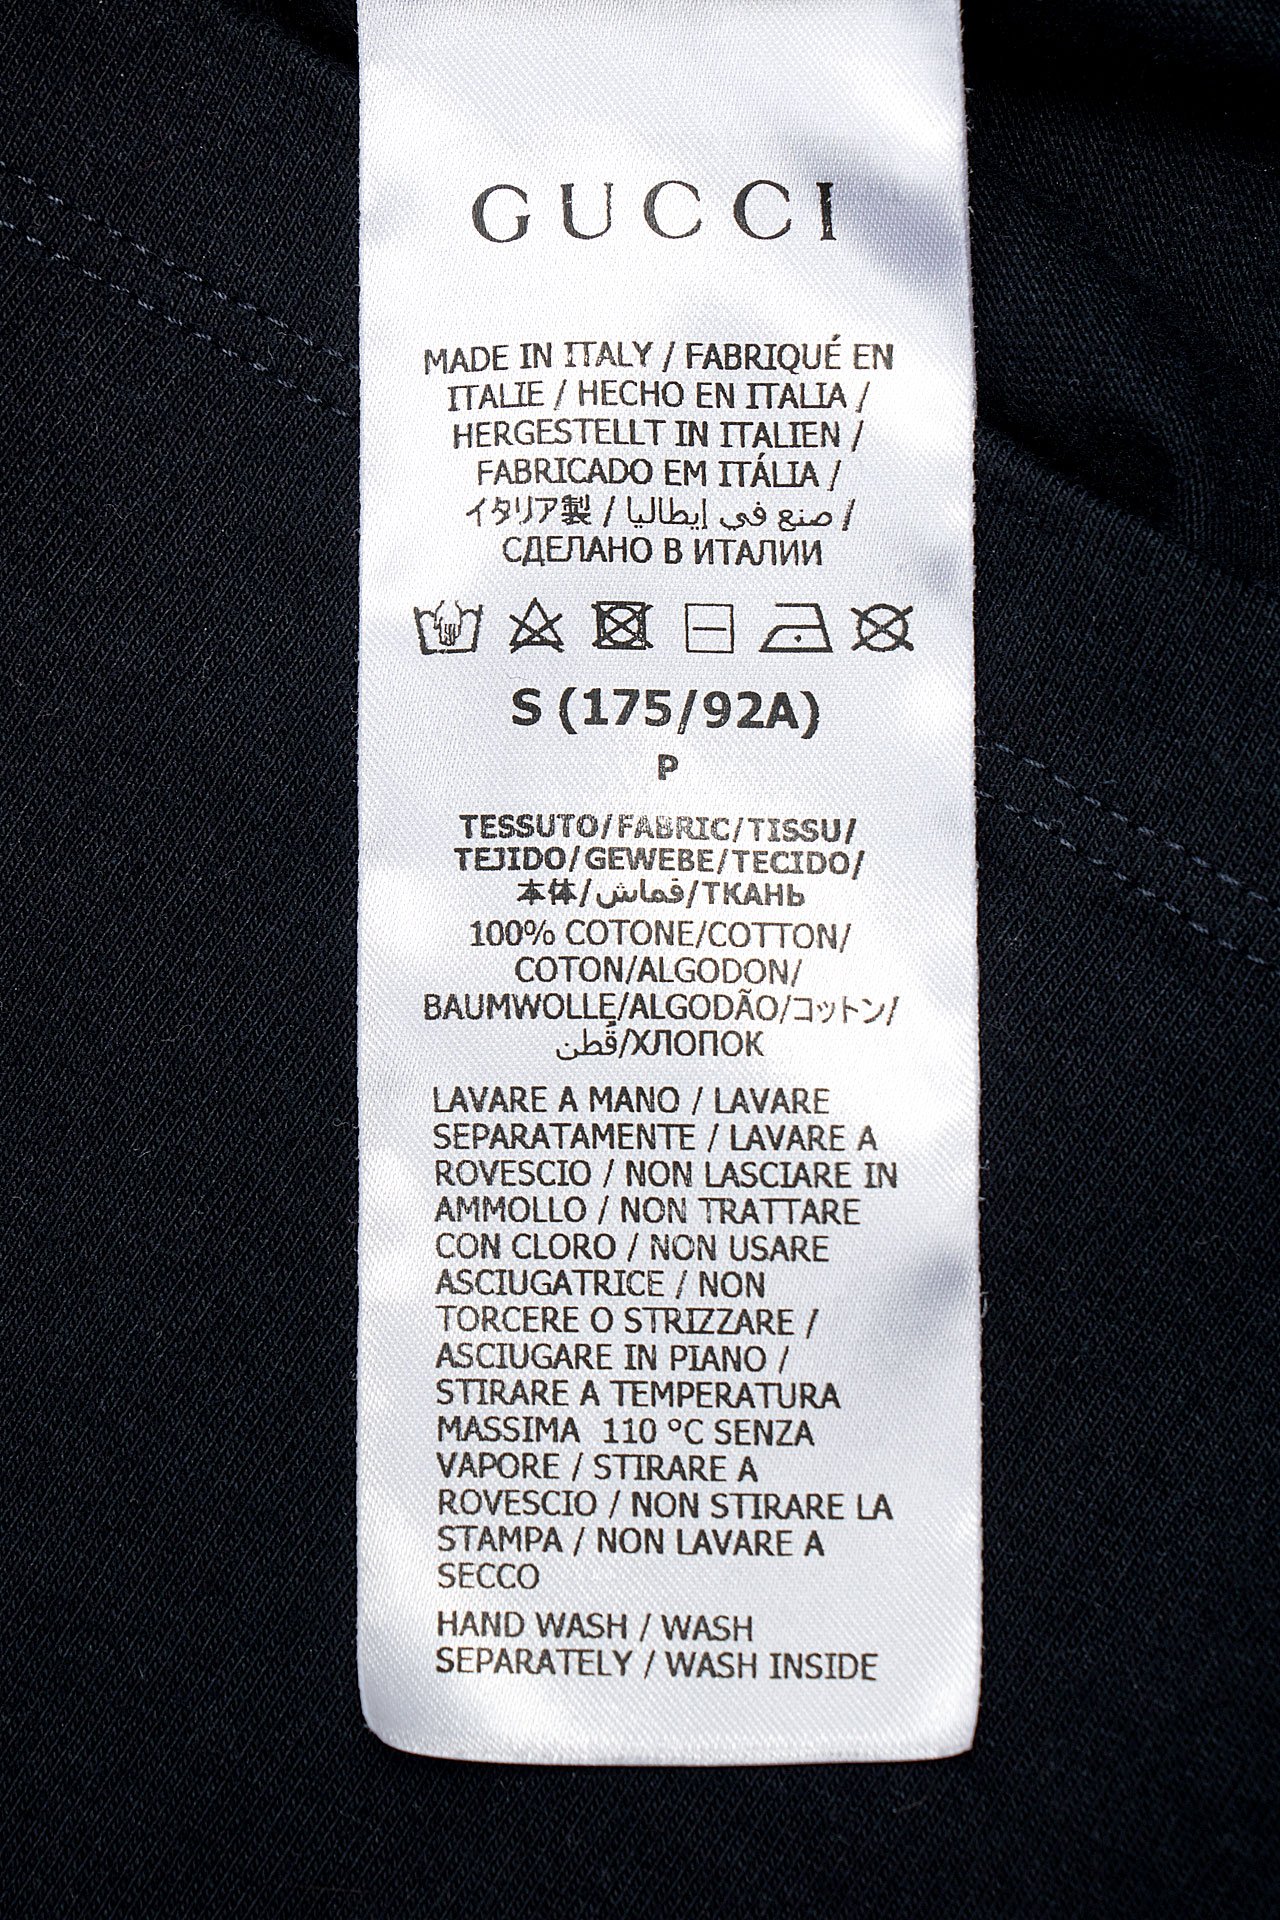 GUCCI
MADE IN ITALY / FABRIQUÉ EN
ITALIE / HECHO EN ITALIA /
HERGESTELLT IN ITALIEN /
FABRICADO EM ITÁLIA /
イタリア製 / صنع في إيطاليا /
СДЕЛАНО В ИТАЛИИ
S (175/92A)
P
TESSUTO/FABRIC/TISSU/
TEJIDO/GEWEBE/TECIDO/
本体/قماش/ТКАНЬ
100% COTONE/COTTON/
COTON/ALGODON/
BAUMWOLLE/ALGODÃO/コットン/
قُطن/ХЛОПОК
LAVARE A MANO / LAVARE
SEPARATAMENTE / LAVARE A
ROVESCIO / NON LASCIARE IN
AMMOLLO / NON TRATTARE
CON CLORO / NON USARE
ASCIUGATRICE / NON
TORCERE O STRIZZARE /
ASCIUGARE IN PIANO /
STIRARE A TEMPERATURA
MASSIMA 110 °C SENZA
VAPORE / STIRARE A
ROVESCIO / NON STIRARE LA
STAMPA / NON LAVARE A
SECCO
HAND WASH / WASH
SEPARATELY / WASH INSIDE